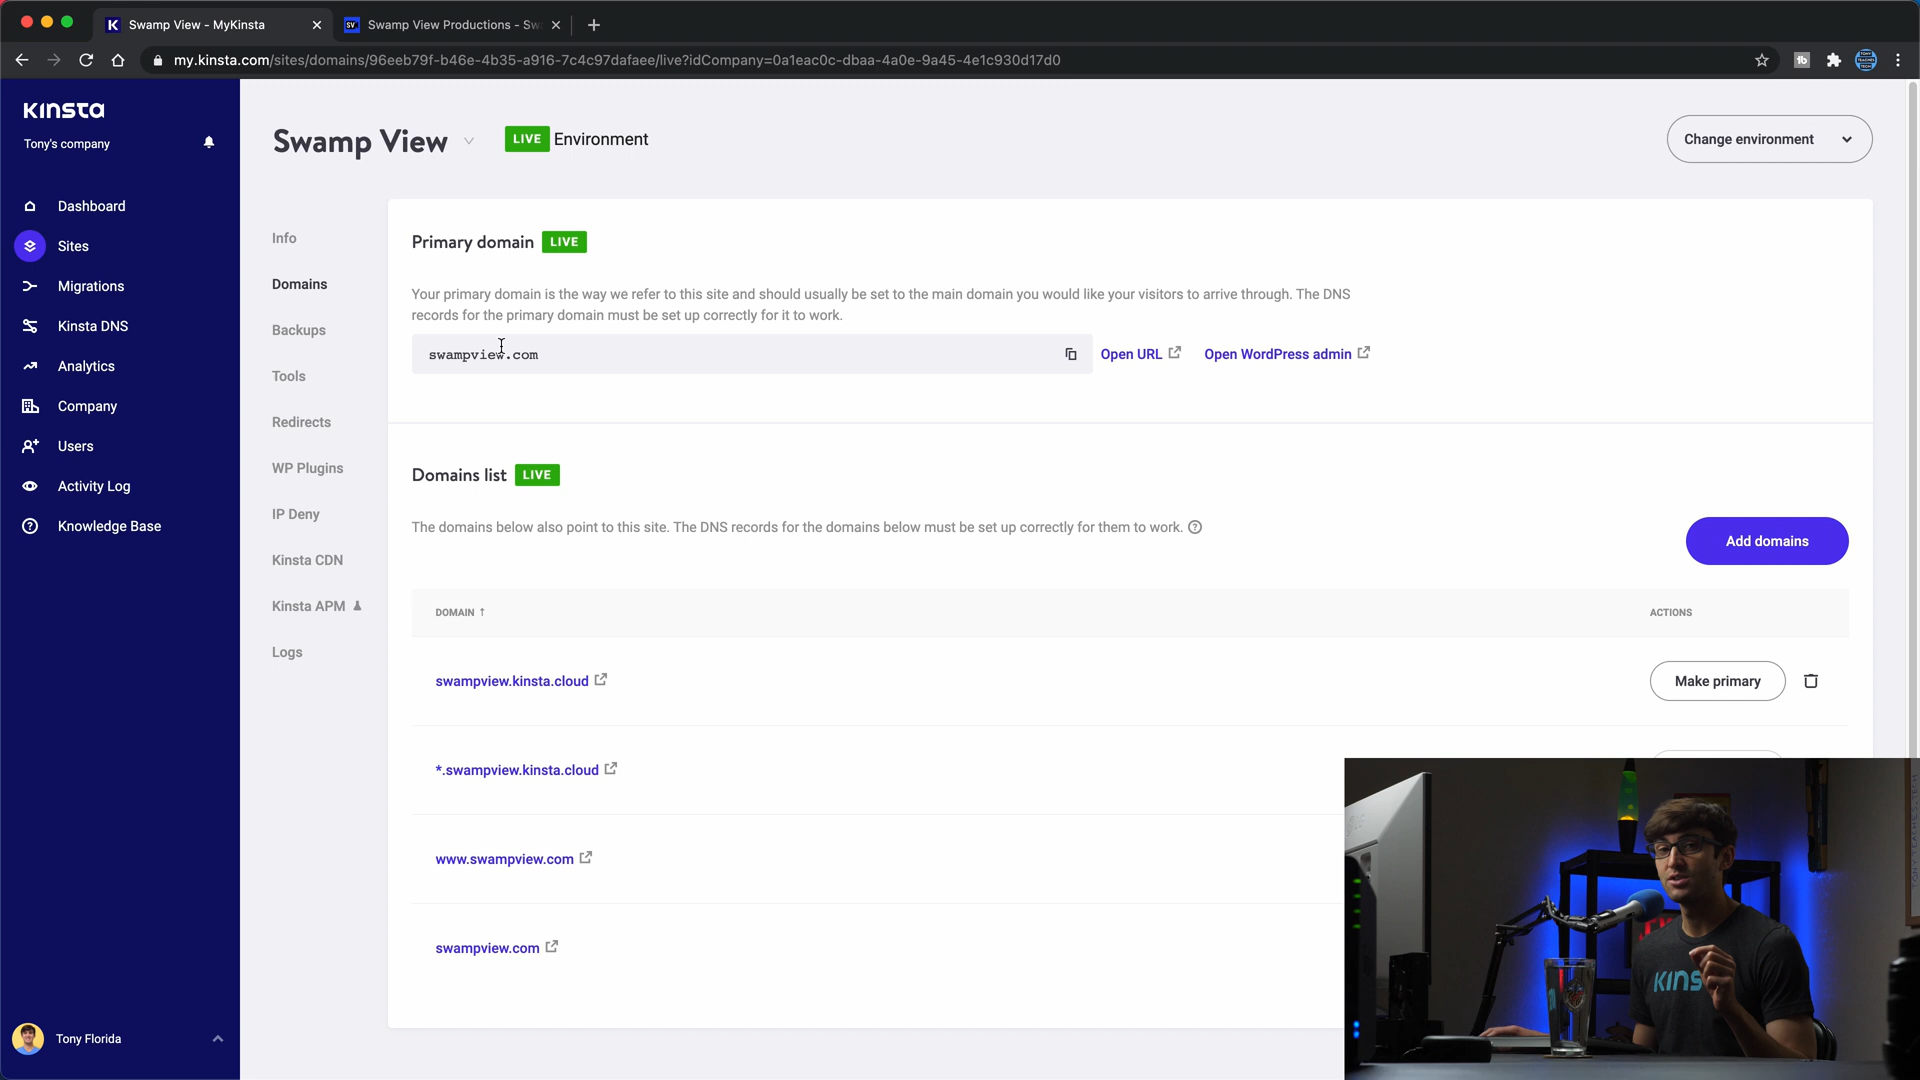 Swamp View - MyKinsta
Swamp View Productions - Sw
my.kinsta.com/sites/domains/96eeb79f-b46e-4b35-a916-7c4c97dafaee/live?idCompany=0a1eac0c-dbaa-4a0e-9a45-4e1c930d17d0
KINSTA
Tony's company
Dashboard
Sites
Migrations
Kinsta DNS
Analytics
Company
Users
Activity Log
Knowledge Base
Tony Florida
Swamp View
LIVE Environment
Change environment
Info
Domains
Backups
Tools
Redirects
WP Plugins
IP Deny
Kinsta CDN
Kinsta APM
Logs
Primary domain LIVE
Your primary domain is the way we refer to this site and should usually be set to the main domain you would like your visitors to arrive through. The DNS
records for the primary domain must be set up correctly for it to work.
swampview.com
Open URL
Open WordPress admin
Domains list LIVE
The domains below also point to this site. The DNS records for the domains below must be set up correctly for them to work.
Add domains
DOMAIN ↑
ACTIONS
swampview.kinsta.cloud
Make primary
*.swampview.kinsta.cloud
www.swampview.com
swampview.com
KINS